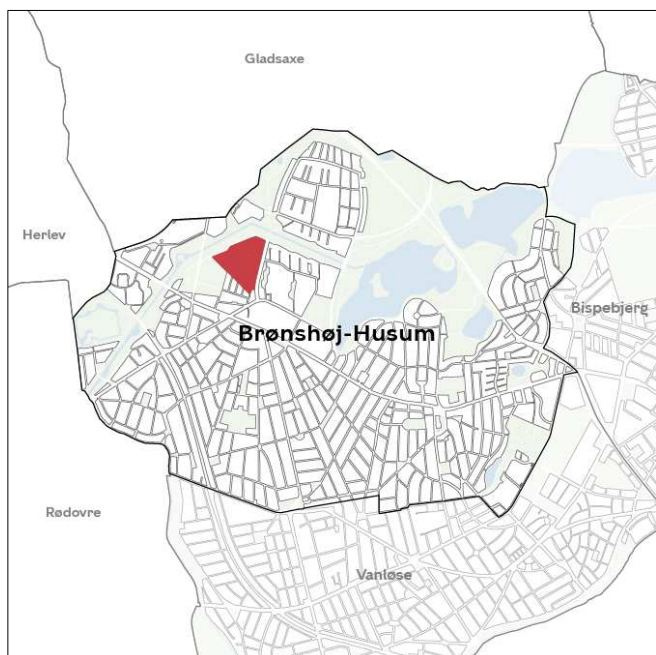 Gladsaxe
Herlev
Bispebjerg
Brønshøj-Husum
Rødovre
Vanløse